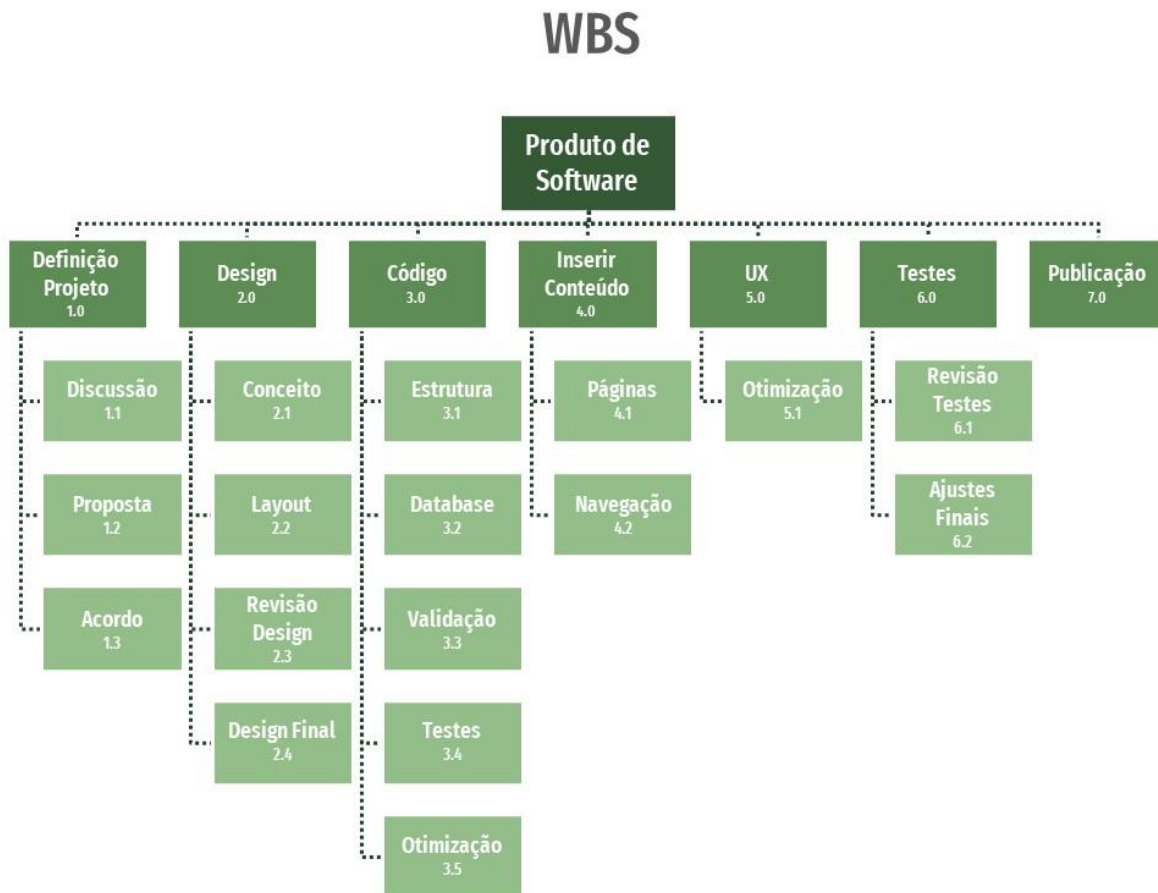 WBS
Produto de
Software
Definição
Projeto
1.0
Design
2.0
Código
3.0
Inserir
Conteúdo
4.0
UX
5.0
Testes
6.0
Publicação
7.0
Discussão
1.1
Proposta
1.2
Acordo
1.3
Conceito
2.1
Layout
2.2
Revisão
Design
2.3
Design Final
2.4
Estrutura
3.1
Database
3.2
Validação
3.3
Testes
3.4
Otimização
3.5
Páginas
4.1
Navegação
4.2
Otimização
5.1
Revisão
Testes
6.1
Ajustes
Finais
6.2